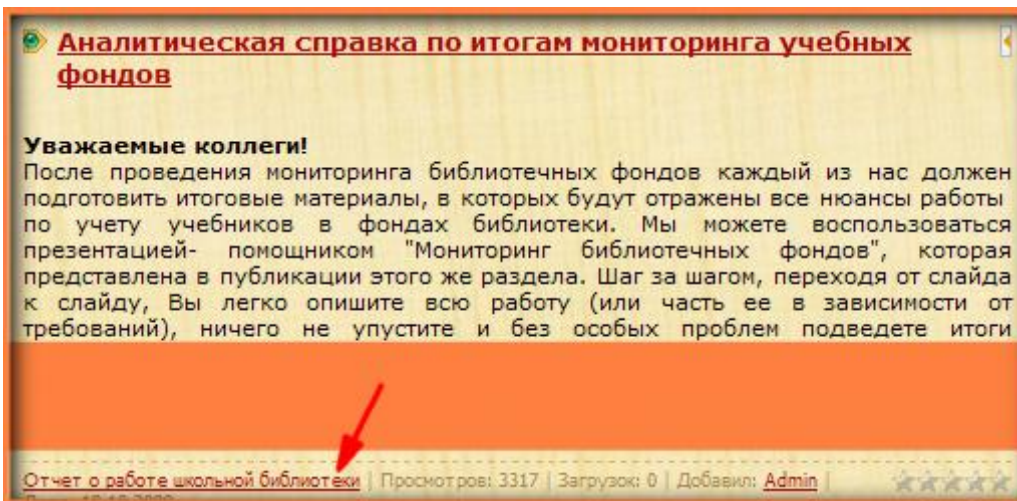 Аналитическая справка по итогам мониторинга учебных
фондов
Уважаемые коллеги!
После проведения мониторинга библиотечных фондов каждый из нас должен
подготовить итоговые материалы, в которых будут отражены все нюансы работы
по учету учебников в фондах библиотеки. Мы можете воспользоваться
презентацией- помощником "Мониторинг библиотечных фондов", которая
представлена в публикации этого же раздела. Шаг за шагом, переходя от слайда
к слайду, Вы легко опишите всю работу (или часть ее в зависимости от
требований), ничего не упустите и без особых проблем подведете итоги
Отчет о работе школьной библиотеки | Просмотров: 3317 | Загрузок: 0 | Добавил: Admin |